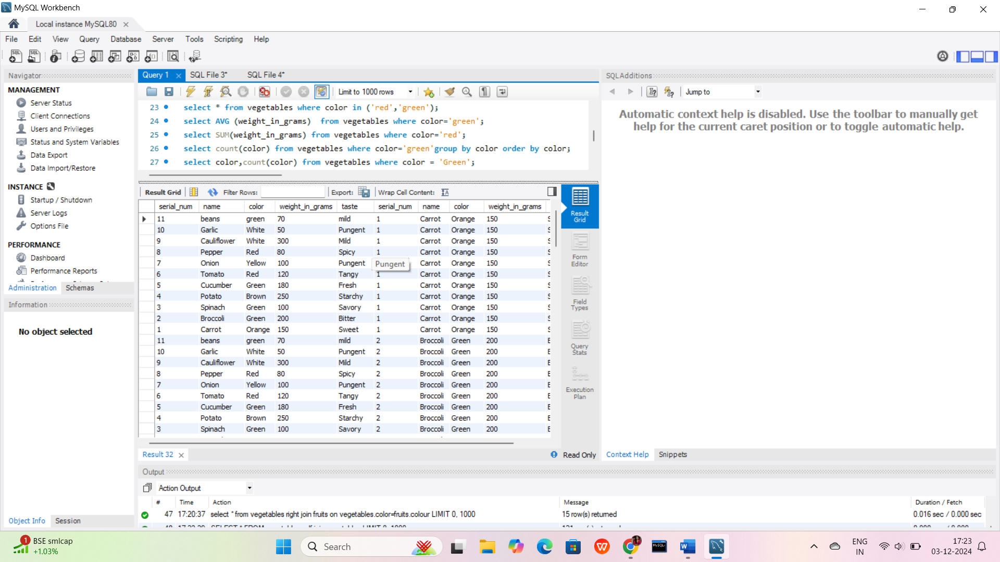 MySQL Workbench
Local instance MySQL80
File Edit View Query Database Server Tools Scripting Help
Navigator
MANAGEMENT
Server Status
Client Connections
Users and Privileges
Status and System Variables
Data Export
Data Import/Restore
INSTANCE
Startup / Shutdown
Server Logs
Options File
PERFORMANCE
Dashboard
Performance Reports
Administration Schemas
Information
No object selected
Object Info Session
Query 1 SQL File 3* SQL File 4*
Limit to 1000 rows
23 select * from vegetables where color in ('red','green');
24 select AVG (weight_in_grams)  from vegetables where color='green';
25 select SUM(weight_in_grams) from vegetables where color='red';
26 select count(color) from vegetables where color='green'group by color order by color;
27 select color,count(color) from vegetables where color = 'Green';
Result Grid Filter Rows: Export: Wrap Cell Content:
serial_num name color weight_in_grams taste serial_num name color weight_in_grams
11 beans green 70 mild 1 Carrot Orange 150 S
10 Garlic White 50 Pungent 1 Carrot Orange 150 S
9 Cauliflower White 300 Mild 1 Carrot Orange 150 S
8 Pepper Red 80 Spicy 1 Carrot Orange 150 S
7 Onion Yellow 100 Pungent Carrot Orange 150 S
Pungent
6 Tomato Red 120 Tangy 1 Carrot Orange 150 S
5 Cucumber Green 180 Fresh 1 Carrot Orange 150 S
4 Potato Brown 250 Starchy 1 Carrot Orange 150 S
3 Spinach Green 100 Savory 1 Carrot Orange 150 S
2 Broccoli Green 200 Bitter 1 Carrot Orange 150 S
1 Carrot Orange 150 Sweet 1 Carrot Orange 150 S
11 beans green 70 mild 2 Broccoli Green 200
10 Garlic White 50 Pungent 2 Broccoli Green 200
9 Cauliflower White 300 Mild 2 Broccoli Green 200
8 Pepper Red 80 Spicy 2 Broccoli Green 200
7 Onion Yellow 100 Pungent 2 Broccoli Green 200
6 Tomato Red 120 Tangy 2 Broccoli Green 200
5 Cucumber Green 180 Fresh 2 Broccoli Green 200
4 Potato Brown 250 Starchy 2 Broccoli Green 200
3 Spinach Green 100 Savory 2 Broccoli Green 200
Result
Grid
Form
Editor
Field
Types
Query
Stats
Execution
Plan
Result 32 Read Only
SQLAdditions
Jump to
Automatic context help is disabled. Use the toolbar to manually get
help for the current caret position or to toggle automatic help.
Context Help Snippets
Output
Action Output
# Time Action Message Duration / Fetch
47 17:20:37 select * from vegetables right join fruits on vegetables.color=fruits.colour LIMIT 0, 1000 15 row(s) returned 0.016 sec / 0.000 sec
1 BSE smlcap
+1.03%
Search
ENG
IN
17:23
03-12-2024